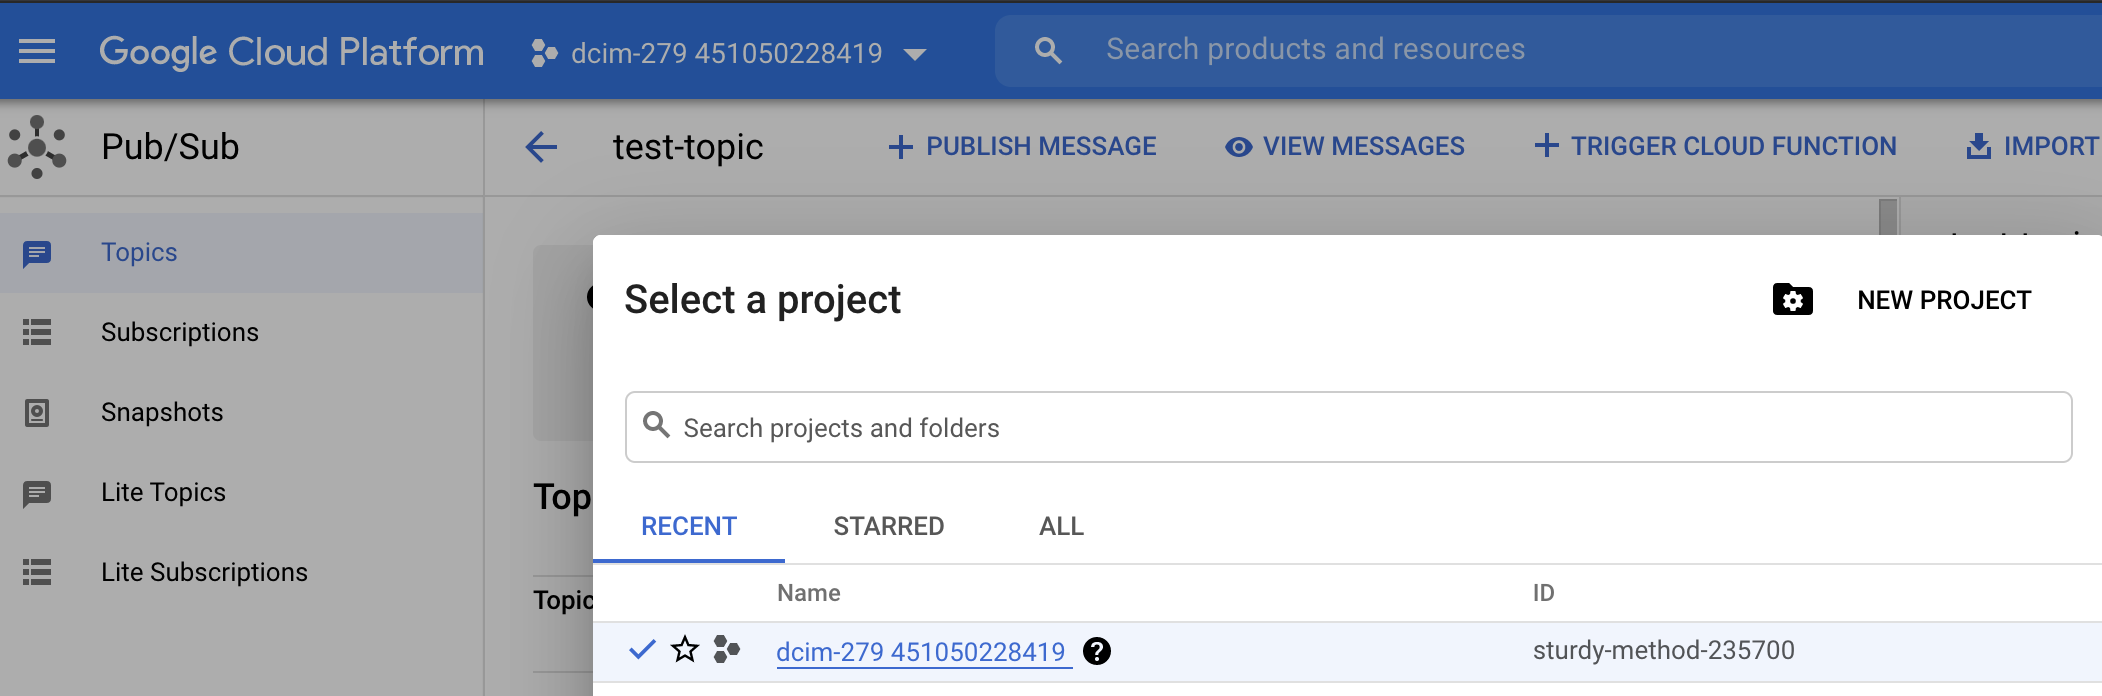 Google Cloud Platform
dcim-279 451050228419
Search products and resources
Pub/Sub
test-topic
PUBLISH MESSAGE
VIEW MESSAGES
TRIGGER CLOUD FUNCTION
IMPORT
Topics
Subscriptions
Snapshots
Lite Topics
Lite Subscriptions
Top
Topic
Select a project
NEW PROJECT
Search projects and folders
RECENT
STARRED
ALL
Name
ID
dcim-279 451050228419
sturdy-method-235700